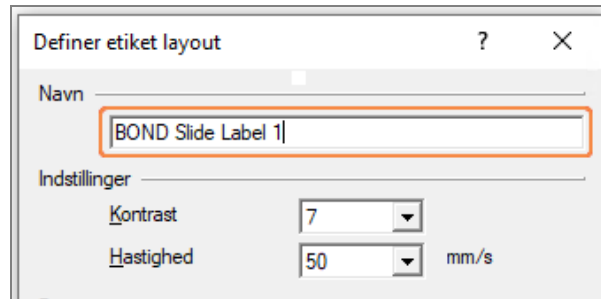 Definer etiket layout ? ×
Navn
BOND Slide Label 1
Indstillinger
Kontrast 7
Hastighed 50 mm/s